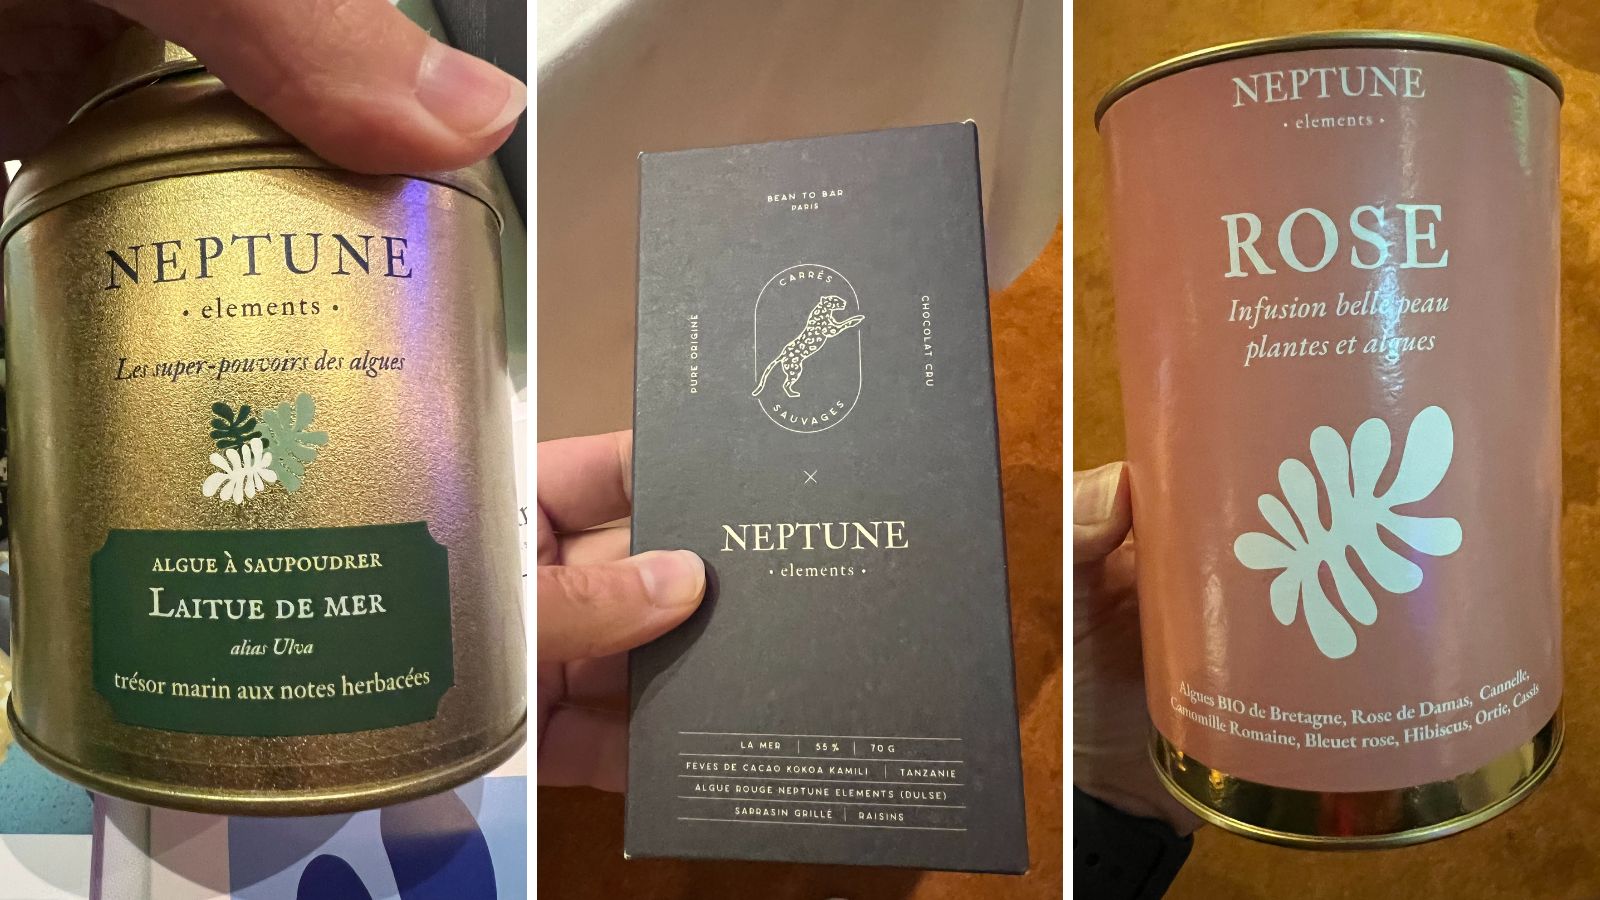 NEPTUNE
· elements ·
Les super-pouvoirs des algues
ALGUE À SAUPOUDRER
LAITUE DE MER
alias Ulva
trésor marin aux notes herbacées
BEAN TO BAR
PARIS
CARRÉS
SAUVAGES
PURE ORIGINE
CHOCOLAT CRU
×
NEPTUNE
· elements ·
LA MER | 55 % | 70 G
FÈVES DE CACAO KOKOA KAMILI | TANZANIE
ALGUE ROUGE NEPTUNE ELEMENTS (DULSE)
SARRASIN GRILLÉ | RAISINS
NEPTUNE
· elements ·
ROSE
Infusion belle peau
plantes et algues
Algues BIO de Bretagne, Rose de Damas, Cannelle,
Camomille Romaine, Bleuet rose, Hibiscus, Ortie, Cassis